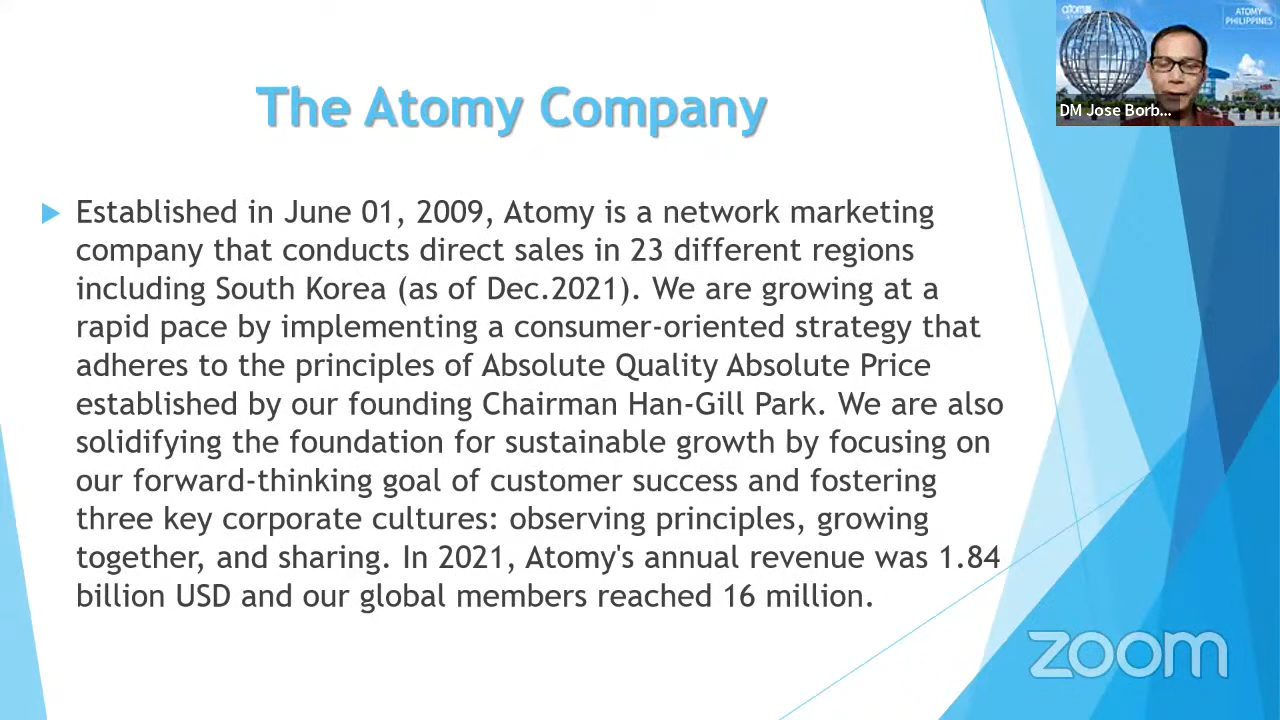 The Atomy Company
Established in June 01, 2009, Atomy is a network marketing
company that conducts direct sales in 23 different regions
including South Korea (as of Dec.2021). We are growing at a
rapid pace by implementing a consumer-oriented strategy that
adheres to the principles of Absolute Quality Absolute Price
established by our founding Chairman Han-Gill Park. We are also
solidifying the foundation for sustainable growth by focusing on
our forward-thinking goal of customer success and fostering
three key corporate cultures: observing principles, growing
together, and sharing. In 2021, Atomy's annual revenue was 1.84
billion USD and our global members reached 16 million.
ATOMY
PHILIPPINES
DM Jose Borb...
zoom